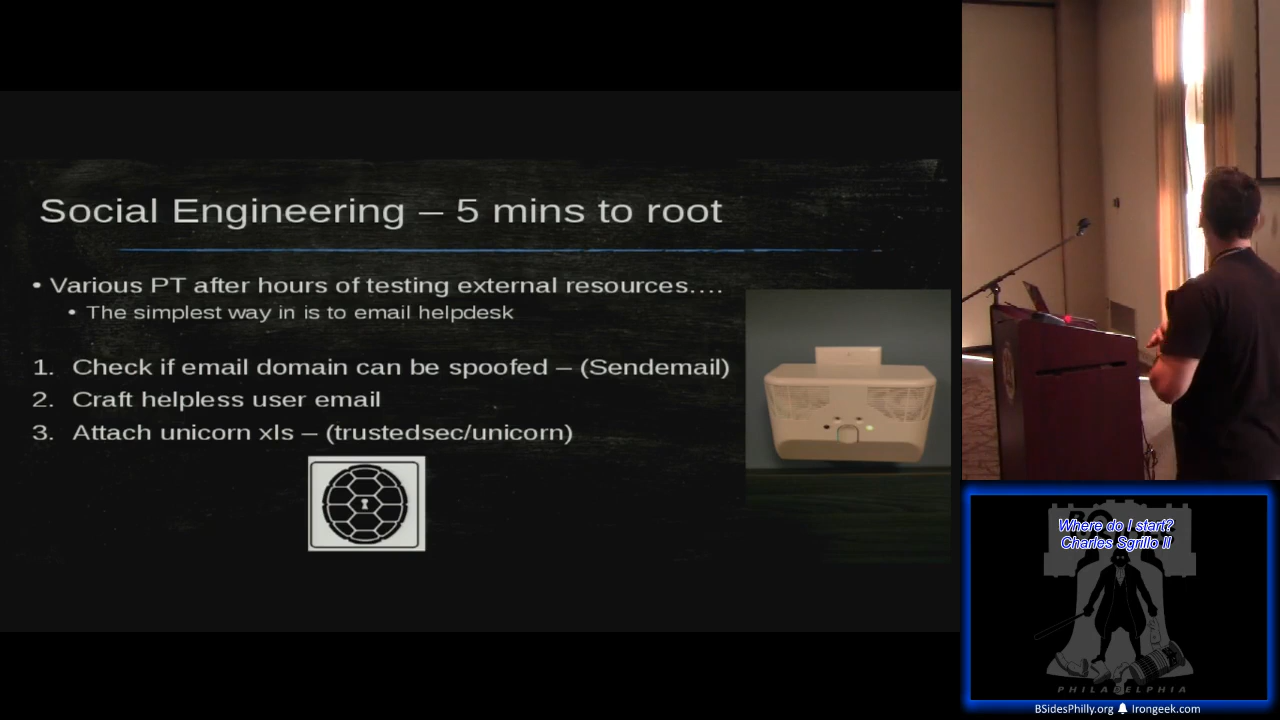 Social Engineering – 5 mins to root
• Various PT after hours of testing external resources….
• The simplest way in is to email helpdesk
1. Check if email domain can be spoofed – (Sendemail)
2. Craft helpless user email
3. Attach unicorn xls – (trustedsec/unicorn)
Where do I start?
Charles Sgrillo II
PHILADELPHIA
BSidesPhilly.org Irongeek.com